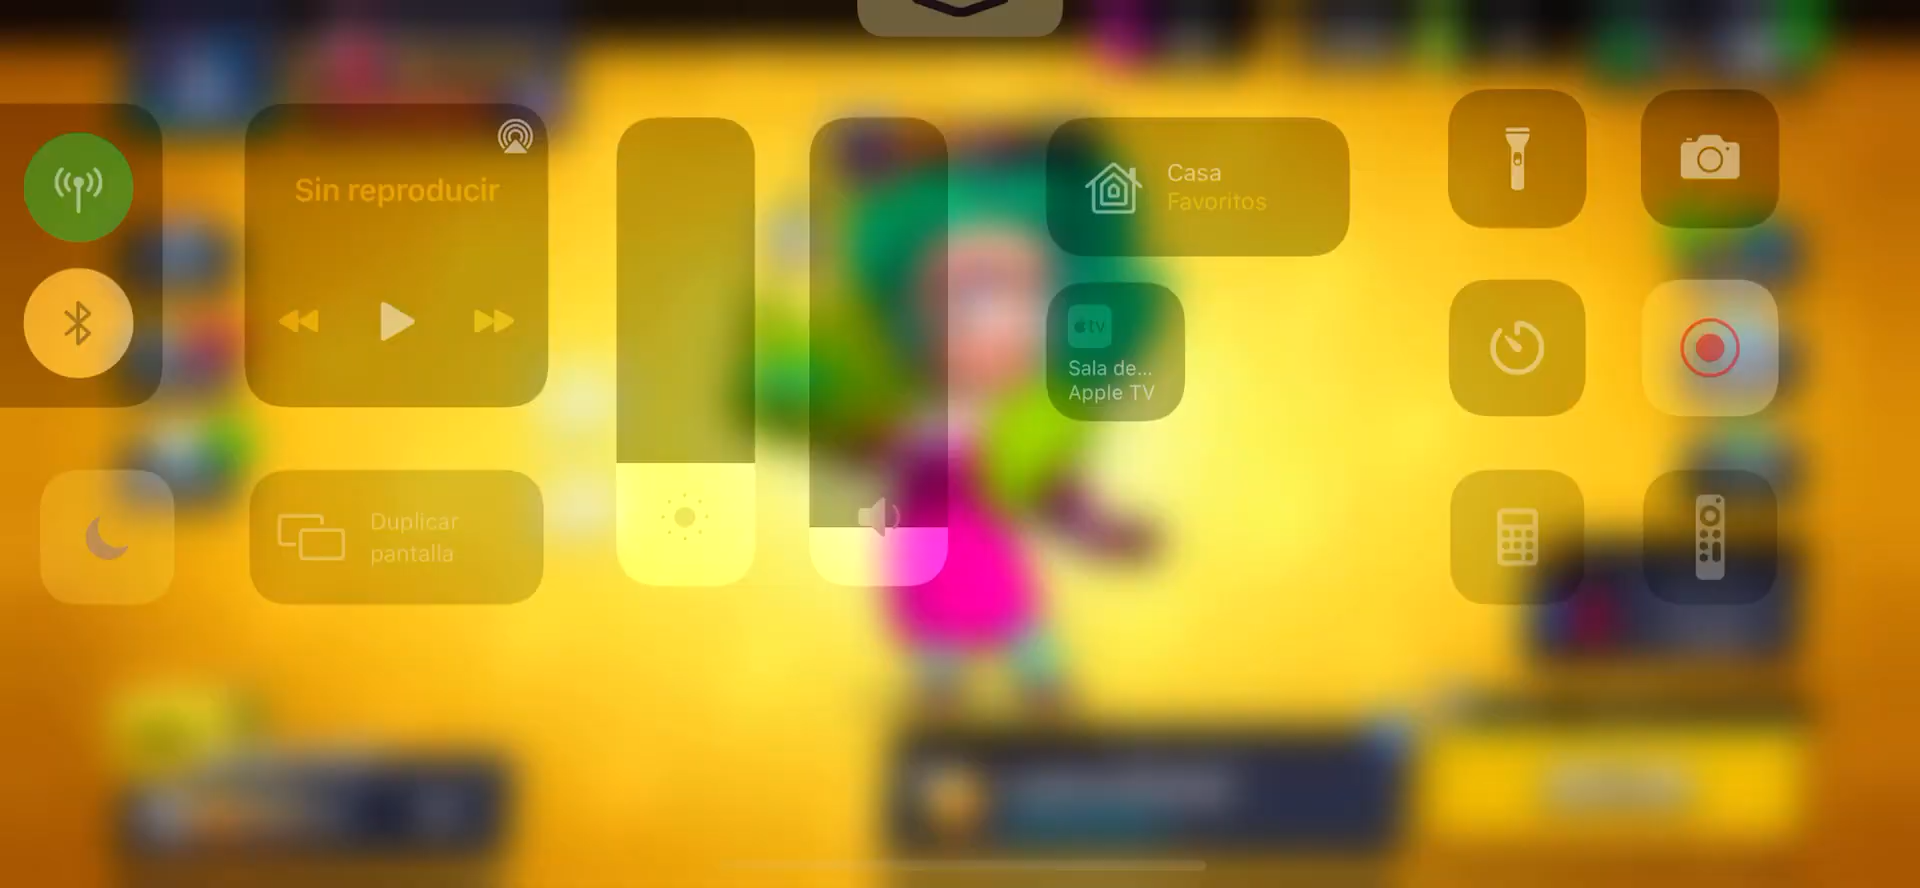 Sin reproducir
Casa
Favoritos
tv
Sala de...
Apple TV
Duplicar
pantalla